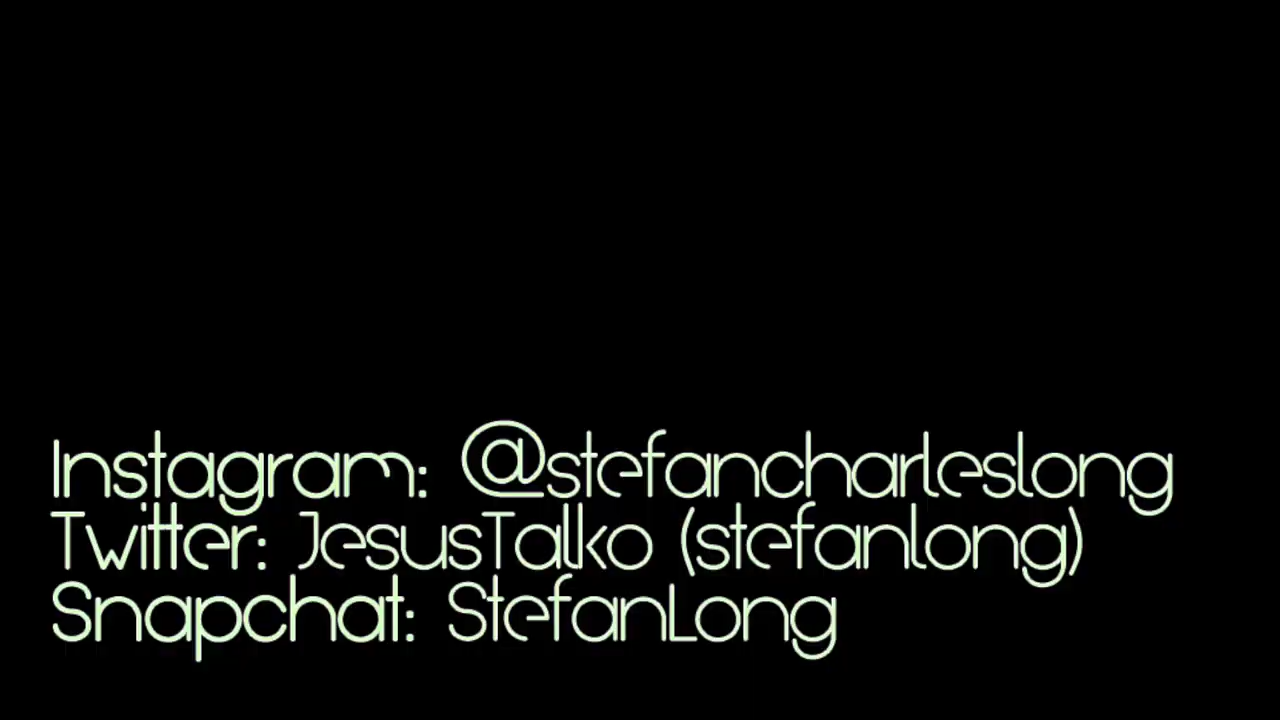 Instagram: @stefancharleslong
Twitter: JesusTalko (stefanlong)
Snapchat: StefanLong